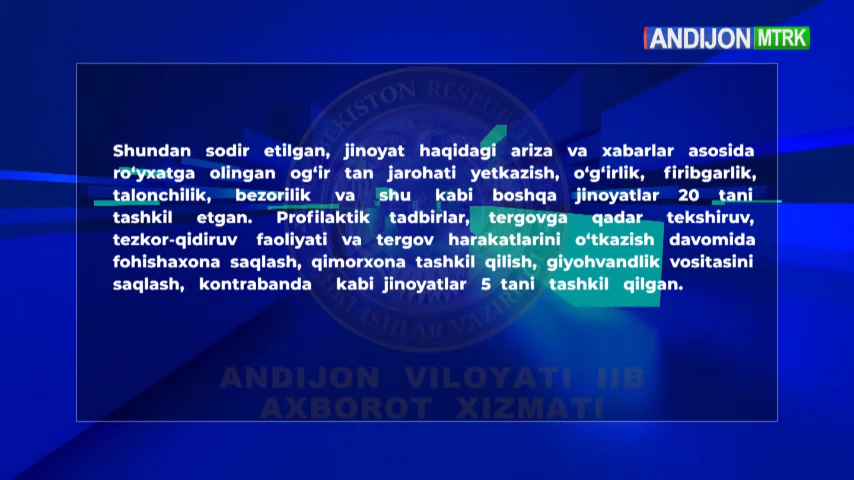 ANDIJON MTRK
Shundan sodir etilgan, jinoyat haqidagi ariza va xabarlar asosida
ro‘yxatga olingan og‘ir tan jarohati yetkazish, o‘g‘irlik, firibgarlik,
talonchilik, bezorilik va shu kabi boshqa jinoyatlar 20 tani
tashkil etgan. Profilaktik tadbirlar, tergovga qadar tekshiruv,
tezkor-qidiruv faoliyati va tergov harakatlarini o‘tkazish davomida
fohishaxona saqlash, qimorxona tashkil qilish, giyohvandlik vositasini
saqlash, kontrabanda kabi jinoyatlar 5 tani tashkil qilgan.
ANDIJON VILOYATI IIB
AXBOROT XIZMATI